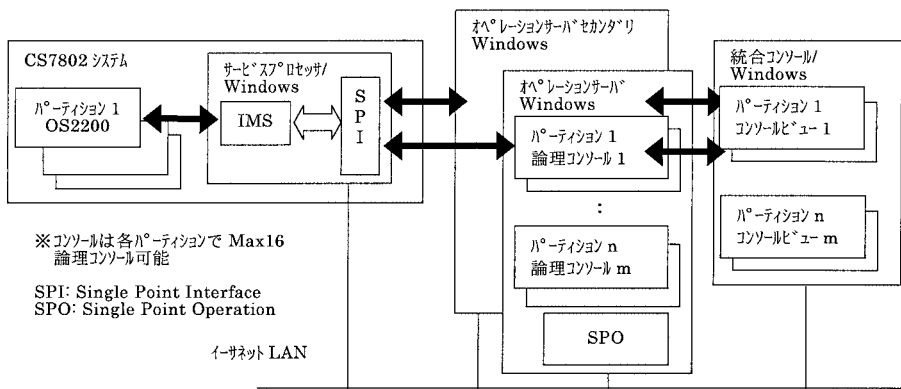 CS7802 システム
パーティション 1
OS2200
サービスプロセッサ/
Windows
IMS
S
P
I
オペレーションサーバセカンダリ
Windows
オペレーションサーバ
Windows
パーティション 1
論理コンソール 1
:
パーティション n
論理コンソール m
SPO
統合コンソール/
Windows
パーティション 1
コンソールビュー 1
パーティション n
コンソールビュー m
※コンソールは各パーティションで Max16
論理コンソール可能
SPI: Single Point Interface
SPO: Single Point Operation
イーサネット LAN